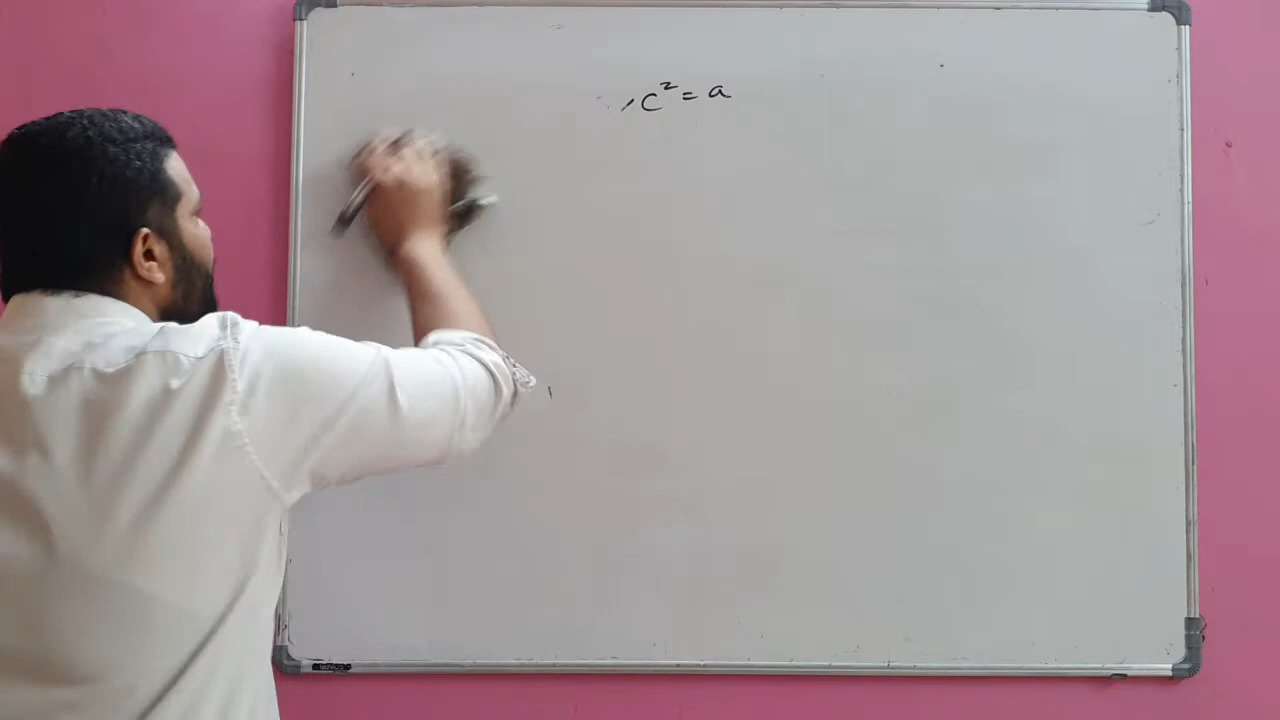 , c² = a